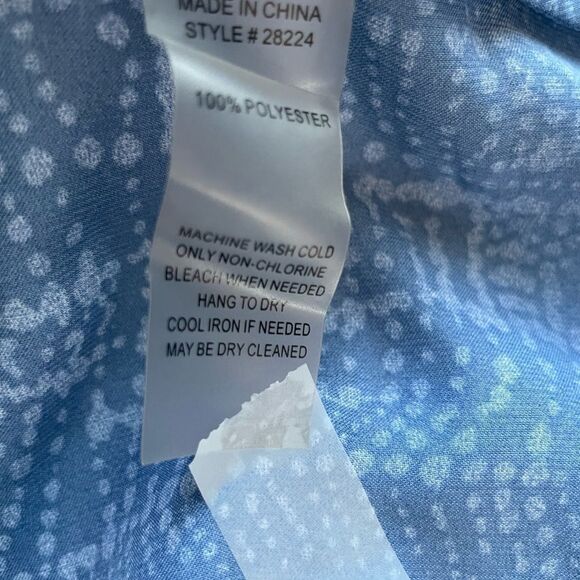 MADE IN CHINA
STYLE # 28224
100% POLYESTER
MACHINE WASH COLD
ONLY NON-CHLORINE
BLEACH WHEN NEEDED
HANG TO DRY
COOL IRON IF NEEDED
MAY BE DRY CLEANED